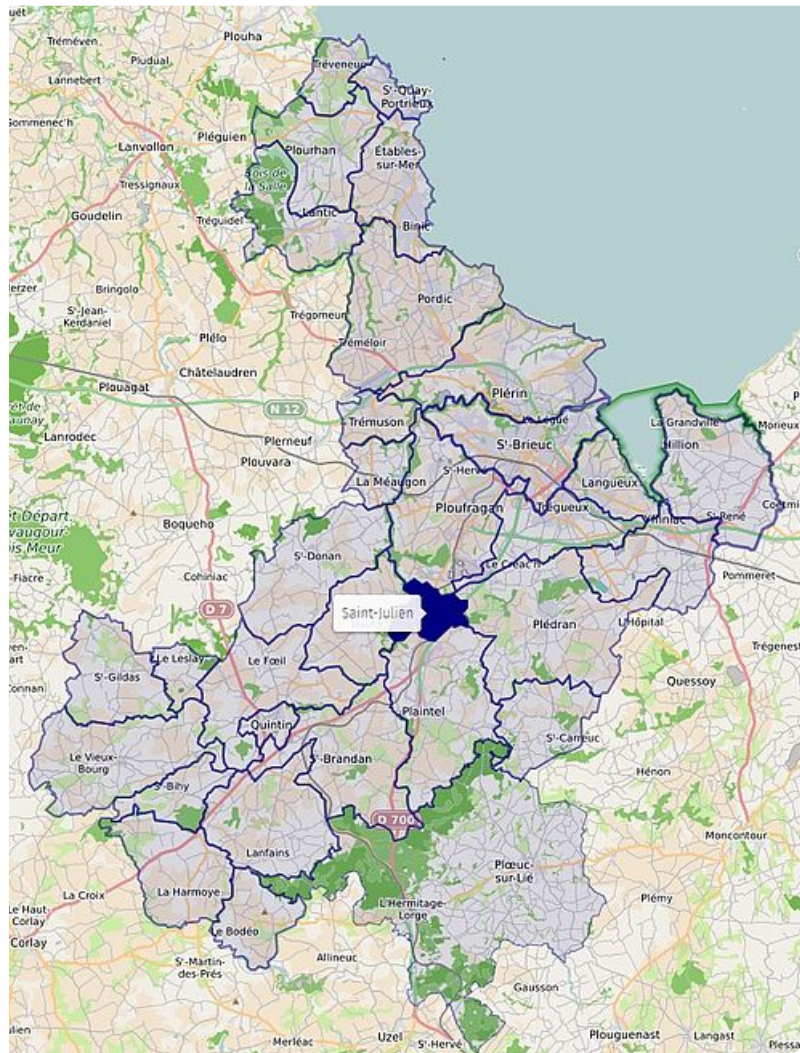 Tréméven
Plouha
Pludual
Lannebert
Tréveneuc
St-Quay-
Portrieux
Pléguien
Lanvollon
Plourhan
Étables-
sur-Mer
Bois de
la Salle
Tressignaux
Goudelin
Tréguidel
Lantic
Binic
Bringolo
Pordic
St-Jean-
Kerdaniel
Trégomeur
Plélo
Tréméloir
Châtelaudren
Plouagat
Plérin
N 12
Trémuson
La Grandville
Morieux
Lanrodec
Plerneuf
St-Brieuc
Hillion
Plouvara
La Méaugon
Langueux
Ploufragan
Trégueux
St-René
Boqueho
St-Donan
Le Créac'h
Cohiniac
Pommeret
D 7
Saint-Julien
Plédran
L'Hôpital
Le Leslay
Le Fœil
St-Gildas
Quessoy
Plaintel
Quintin
St-Carreuc
Le Vieux-
Bourg
St-Brandan
Hénon
St-Bihy
D 700
Moncontour
Lanfains
Plœuc-
sur-Lié
La Croix
La Harmoye
Plémy
Le Haut-
Corlay
L'Hermitage-
Lorge
Le Bodéo
Corlay
St-Martin-
des-Prés
Allineuc
Gausson
Uzel
Merléac
St-Hervé
Plouguenast
Langast